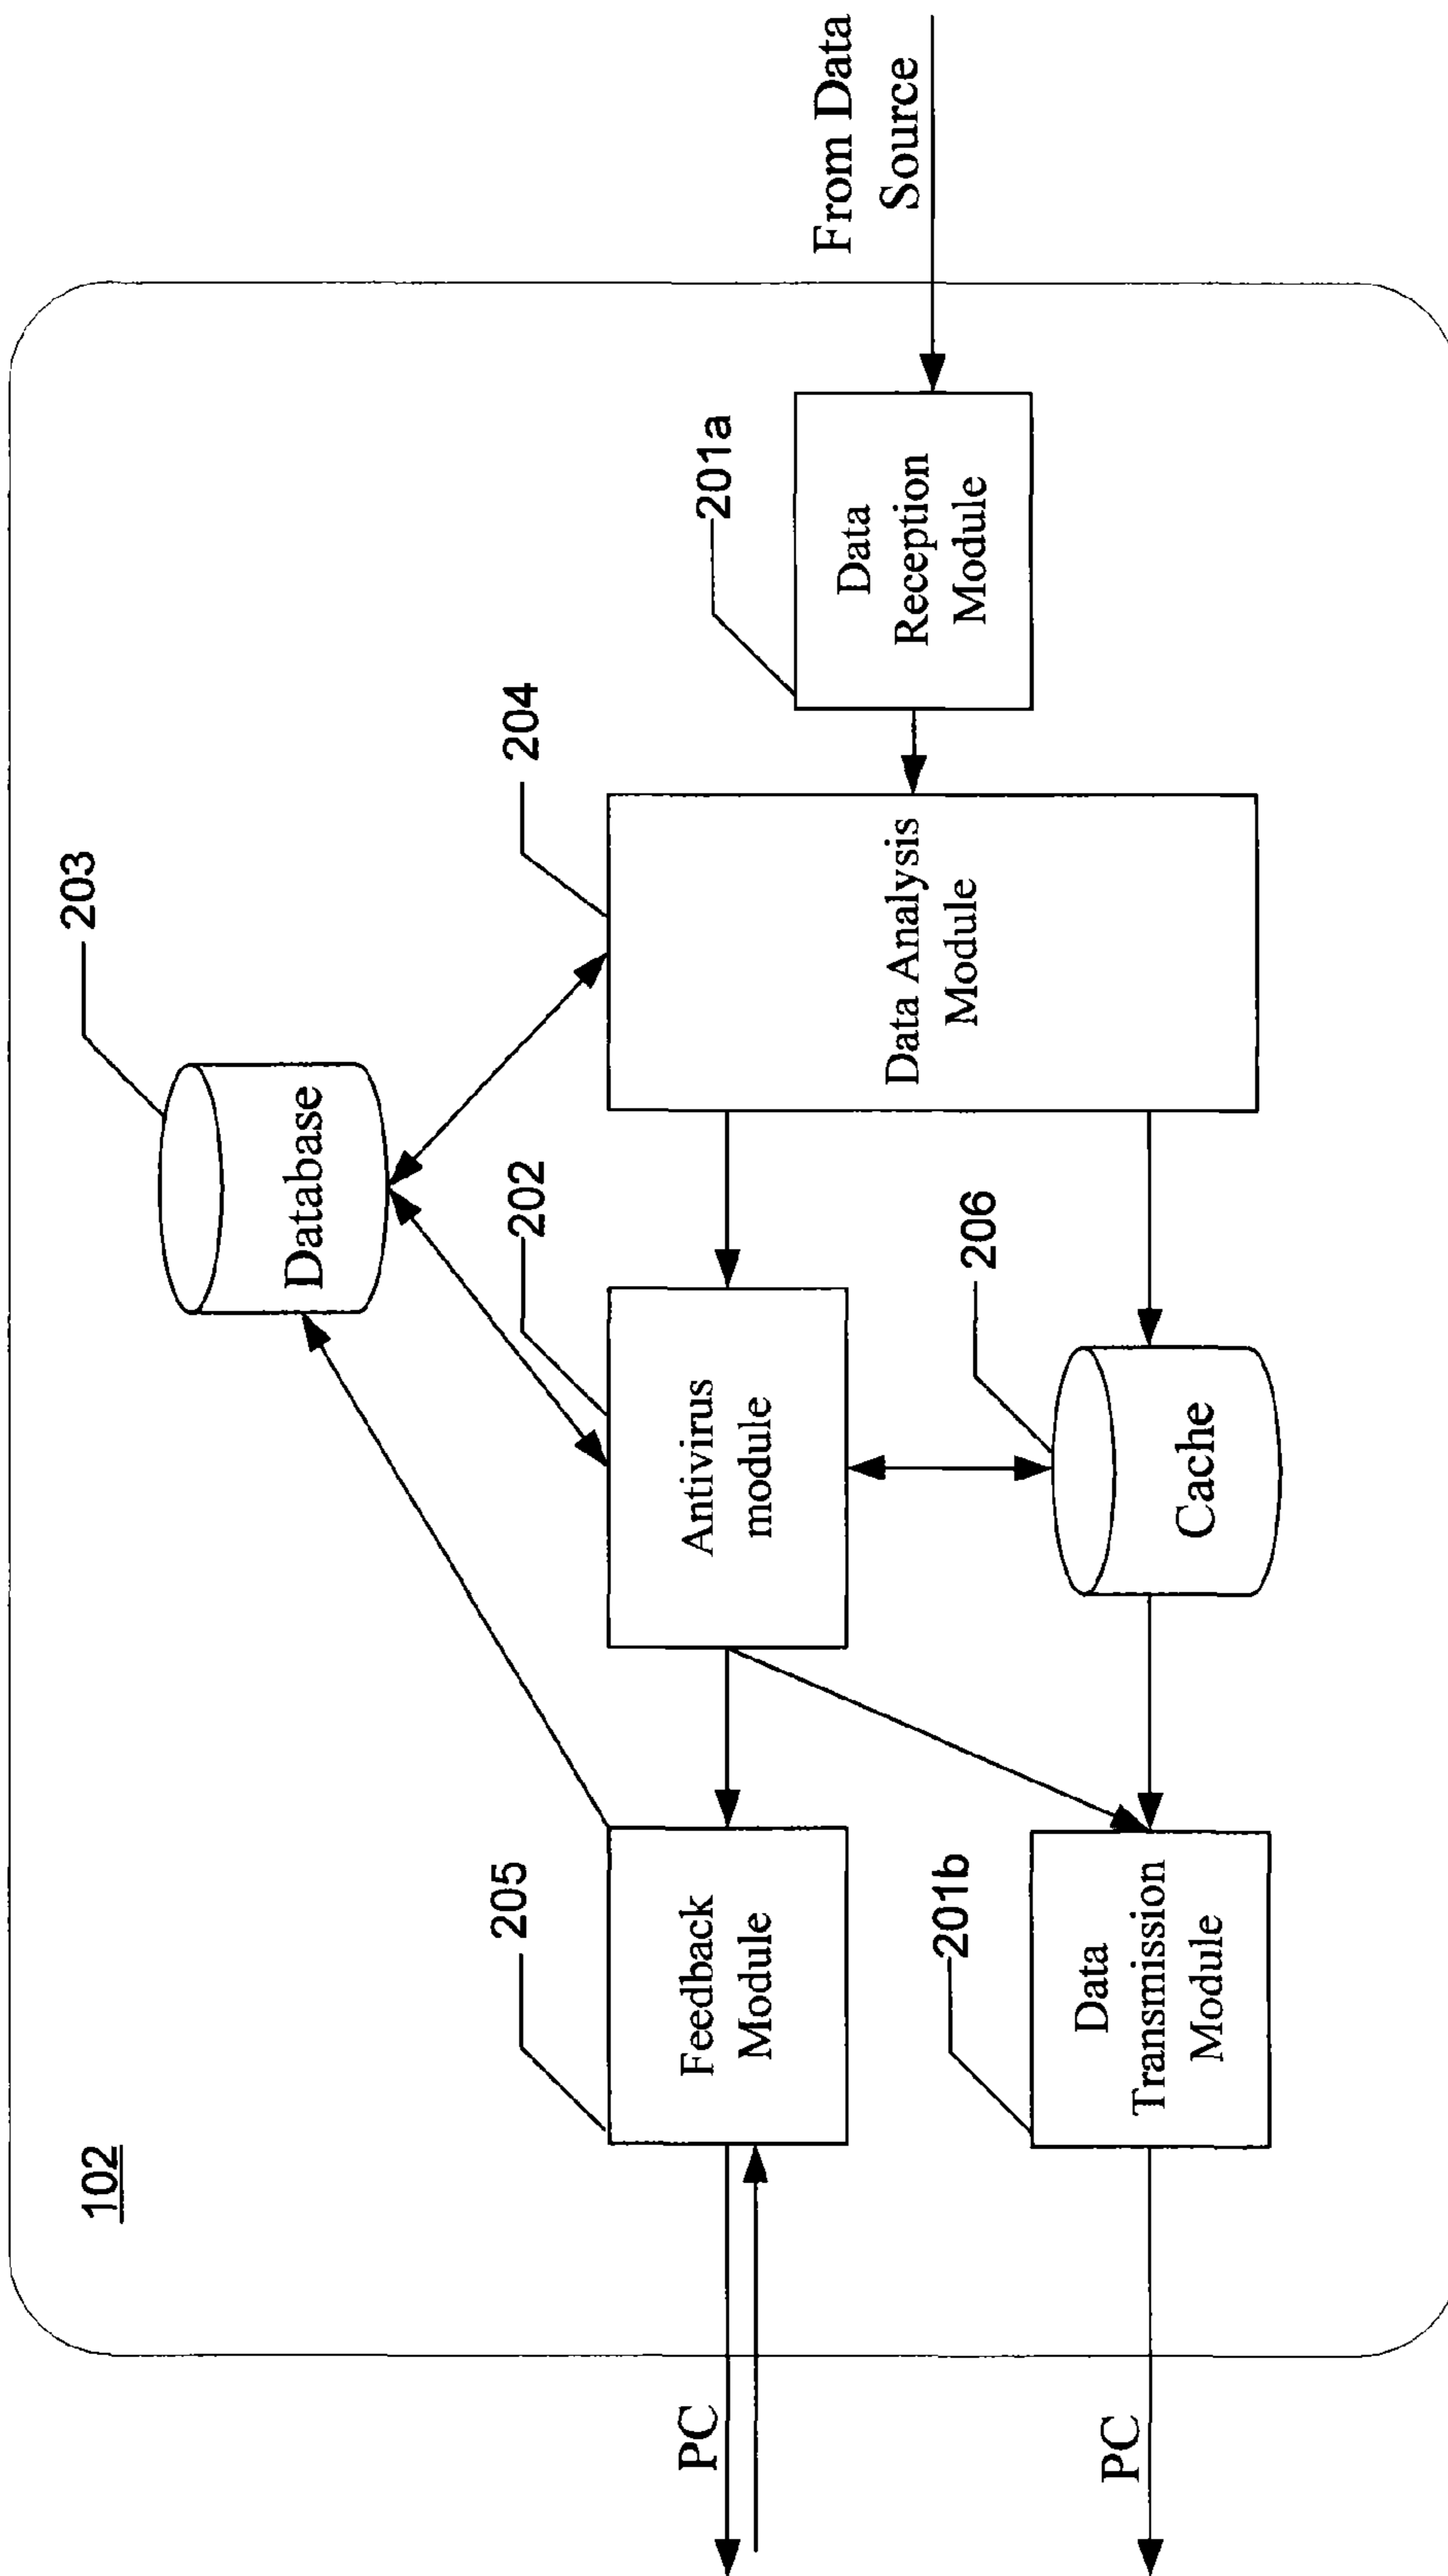 102
203
Database
204
202
205
Feedback
Module
Antivirus
module
Data Analysis
Module
201a
Data
Reception
Module
From Data
Source
PC
206
Cache
201b
Data
Transmission
Module
PC